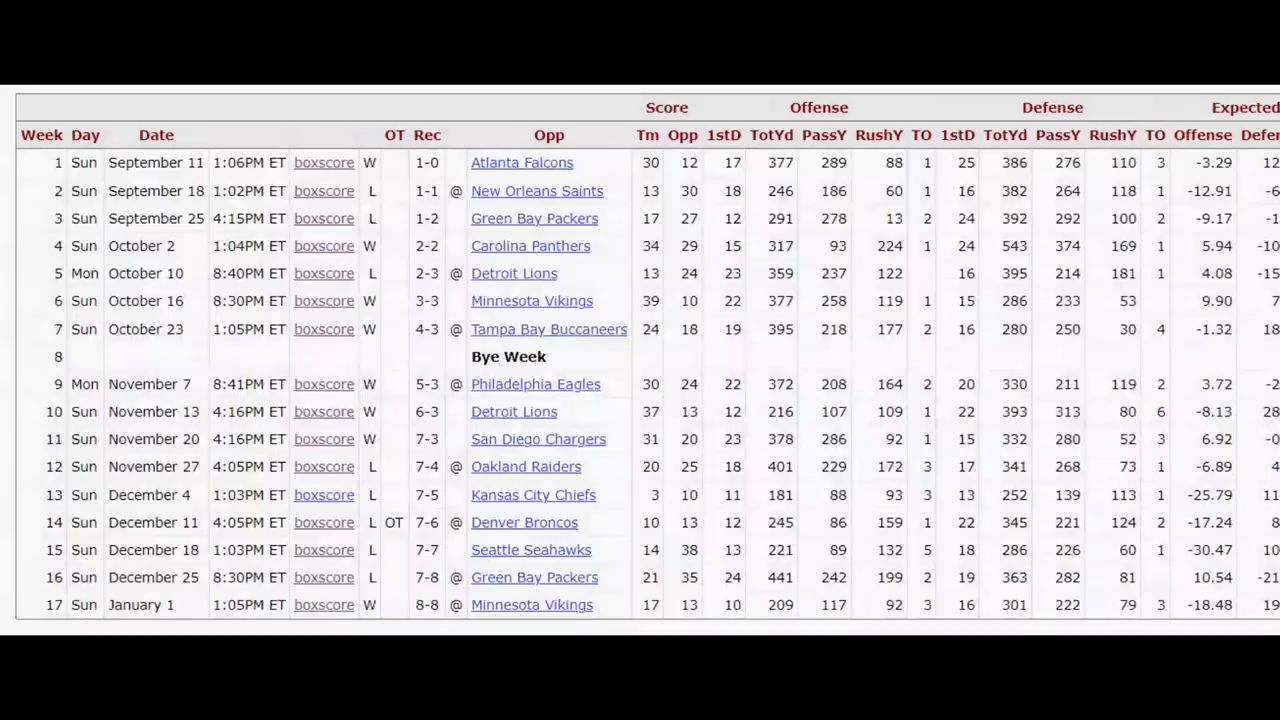 Score Offense Defense Expected
Week Day Date OT Rec Opp Tm Opp 1stD TotYd PassY RushY TO 1stD TotYd PassY RushY TO Offense Defen
1 Sun September 11 1:06PM ET boxscore W 1-0 Atlanta Falcons 30 12 17 377 289 88 1 25 386 276 110 3 -3.29 12
2 Sun September 18 1:02PM ET boxscore L 1-1 @ New Orleans Saints 13 30 18 246 186 60 1 16 382 264 118 1 -12.91 -6
3 Sun September 25 4:15PM ET boxscore L 1-2 Green Bay Packers 17 27 12 291 278 13 2 24 392 292 100 2 -9.17 -1
4 Sun October 2 1:04PM ET boxscore W 2-2 Carolina Panthers 34 29 15 317 93 224 1 24 543 374 169 1 5.94 -10
5 Mon October 10 8:40PM ET boxscore L 2-3 @ Detroit Lions 13 24 23 359 237 122 16 395 214 181 1 4.08 -15
6 Sun October 16 8:30PM ET boxscore W 3-3 Minnesota Vikings 39 10 22 377 258 119 1 15 286 233 53 9.90 7
7 Sun October 23 1:05PM ET boxscore W 4-3 @ Tampa Bay Buccaneers 24 18 19 395 218 177 2 16 280 250 30 4 -1.32 18
8 Bye Week
9 Mon November 7 8:41PM ET boxscore W 5-3 @ Philadelphia Eagles 30 24 22 372 208 164 2 20 330 211 119 2 3.72 -2
10 Sun November 13 4:16PM ET boxscore W 6-3 Detroit Lions 37 13 12 216 107 109 1 22 393 313 80 6 -8.13 28
11 Sun November 20 4:16PM ET boxscore W 7-3 San Diego Chargers 31 20 23 378 286 92 1 15 332 280 52 3 6.92 -0
12 Sun November 27 4:05PM ET boxscore L 7-4 @ Oakland Raiders 20 25 18 401 229 172 3 17 341 268 73 1 -6.89 4
13 Sun December 4 1:03PM ET boxscore L 7-5 Kansas City Chiefs 3 10 11 181 88 93 3 13 252 139 113 1 -25.79 11
14 Sun December 11 4:05PM ET boxscore L OT 7-6 @ Denver Broncos 10 13 12 245 86 159 1 22 345 221 124 2 -17.24 8
15 Sun December 18 1:03PM ET boxscore L 7-7 Seattle Seahawks 14 38 13 221 89 132 5 18 286 226 60 1 -30.47 10
16 Sun December 25 8:30PM ET boxscore L 7-8 @ Green Bay Packers 21 35 24 441 242 199 2 19 363 282 81 10.54 -21
17 Sun January 1 1:05PM ET boxscore W 8-8 @ Minnesota Vikings 17 13 10 209 117 92 3 16 301 222 79 3 -18.48 19